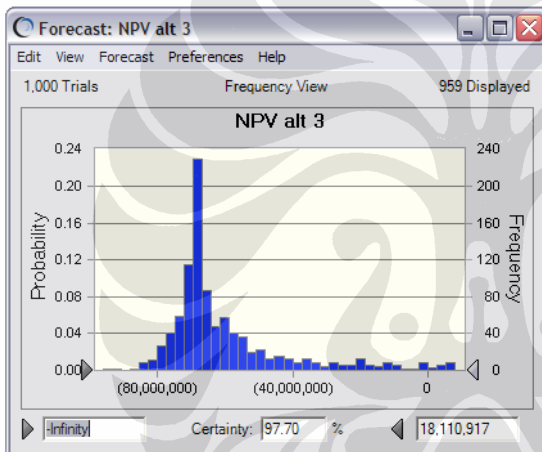 Forecast: NPV alt 3
Edit View Forecast Preferences Help
1,000 Trials Frequency View 959 Displayed
NPV alt 3
0.24 240
0.20 200
0.16 160
0.12 120
0.08 80
0.04 40
0.00 0
Probability
Frequency
(80,000,000) (40,000,000) 0
-Infinity Certainty: 97.70 % 18,110,917